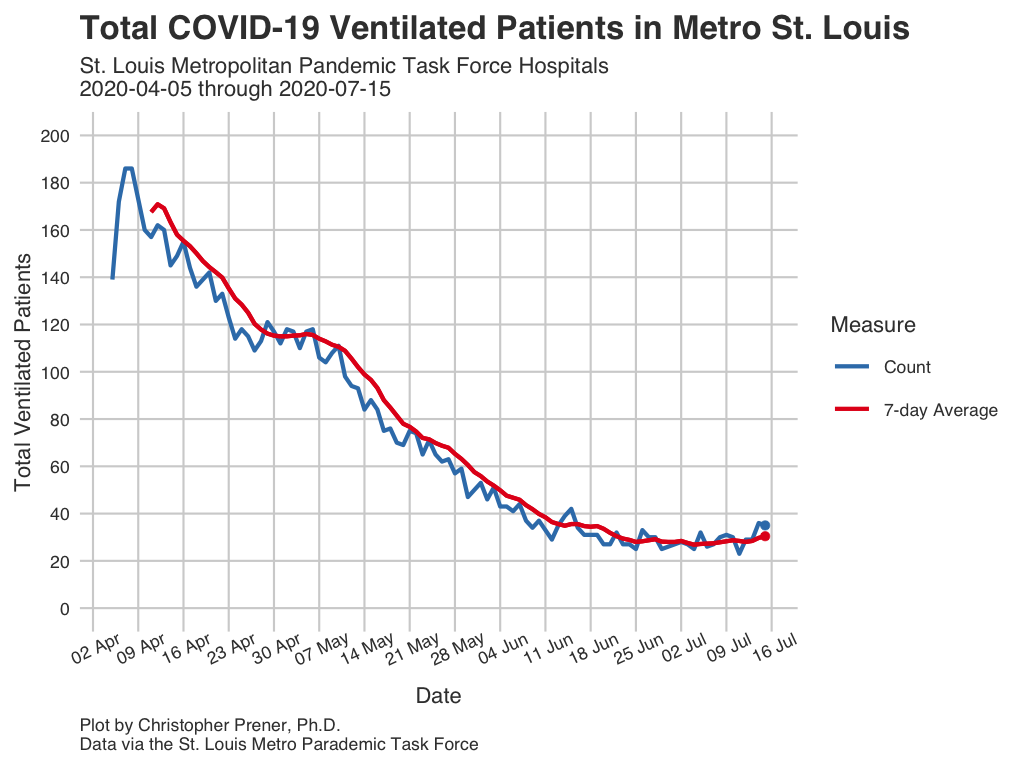 Total COVID-19 Ventilated Patients in Metro St. Louis
St. Louis Metropolitan Pandemic Task Force Hospitals
2020-04-05 through 2020-07-15
Total Ventilated Patients
200
180
160
140
120
100
80
60
40
20
0
02 Apr
09 Apr
16 Apr
23 Apr
30 Apr
07 May
14 May
21 May
28 May
04 Jun
11 Jun
18 Jun
25 Jun
02 Jul
09 Jul
16 Jul
Date
Measure
Count
7-day Average
Plot by Christopher Prener, Ph.D.
Data via the St. Louis Metro Parademic Task Force